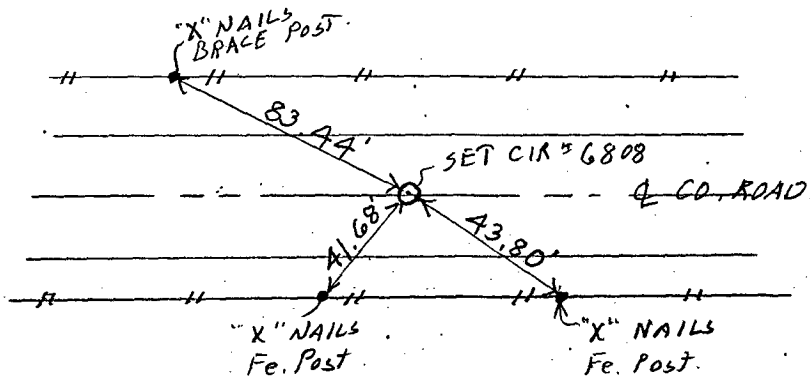 "X" NAILS
BRACE POST.
83.44'
SET CIR # 6808
℄ CO. ROAD
41.68'
43.80'
"X" NAILS
Fe. Post
"X" NAILS
Fe. Post.